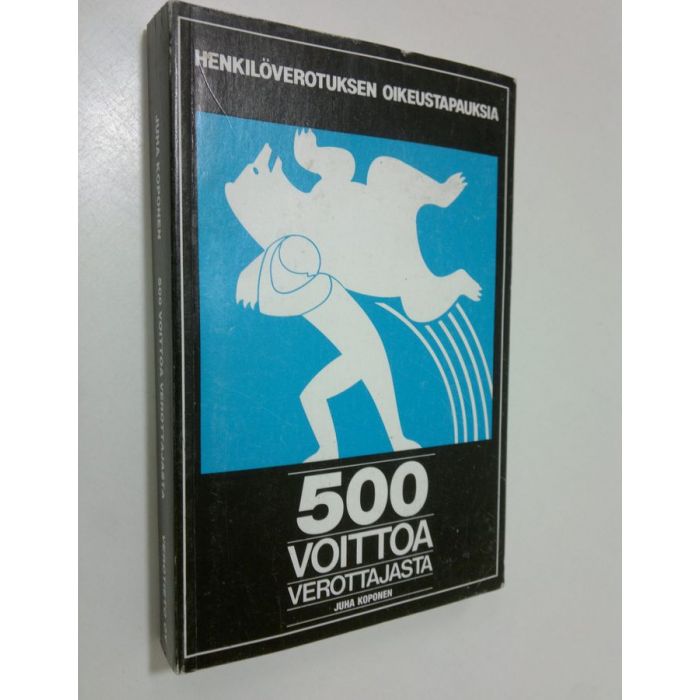 HENKILÖVEROTUKSEN OIKEUSTAPAUKSIA
500
VOITTOA
VEROTTAJASTA
JUHA KOPONEN
JUHA KOPONEN 500 VOITTOA VEROTTAJASTA